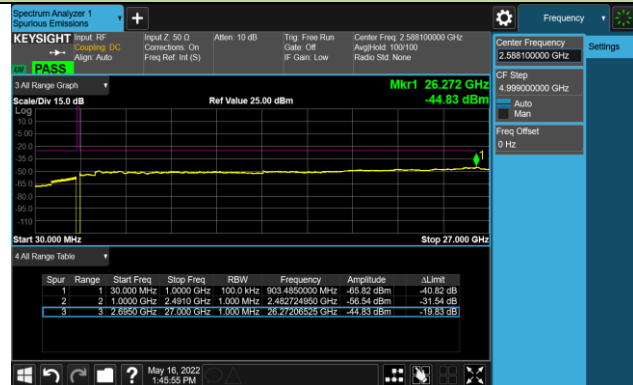 Spectrum Analyzer 1
Spurious Emissions
Frequency
KEYSIGHT Input: RF
Coupling: DC
Align: Auto
Input Z: 50 Ω
Corrections: On
Freq Ref: Int (S)
Atten: 10 dB
Trig: Free Run
Gate: Off
IF Gain: Low
Center Freq: 2.588100000 GHz
Avg|Hold: 100/100
Radio Std: None
PASS
Center Frequency
2.588100000 GHz
Settings
CF Step
4.999000000 GHz
Auto
Man
Freq Offset
0 Hz
3 All Range Graph
Mkr1 26.272 GHz
Scale/Div 15.0 dB
Ref Value 25.00 dBm
-44.83 dBm
Log
10.0
-5.00
-20.0
-35.0
-50.0
-65.0
-80.0
-95.0
-110
1
Start 30.000 MHz
Stop 27.000 GHz
4 All Range Table
Spur Range Start Freq Stop Freq RBW Frequency Amplitude ΔLimit
1 1 30.000 MHz 1.0000 GHz 100.0 kHz 903.4850000 MHz -65.82 dBm -40.82 dB
2 2 1.0000 GHz 2.4910 GHz 1.000 MHz 2.482724950 GHz -56.54 dBm -31.54 dB
3 3 2.6950 GHz 27.000 GHz 1.000 MHz 26.27206525 GHz -44.83 dBm -19.83 dB
May 16, 2022
1:45:55 PM